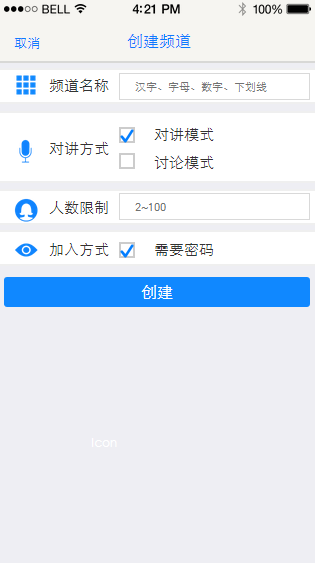 BELL 4:21 PM 100%
取消 创建频道
频道名称 汉字、字母、数字、下划线
对讲方式 对讲模式
讨论模式
人数限制 2~100
加入方式 需要密码
创建
Icon